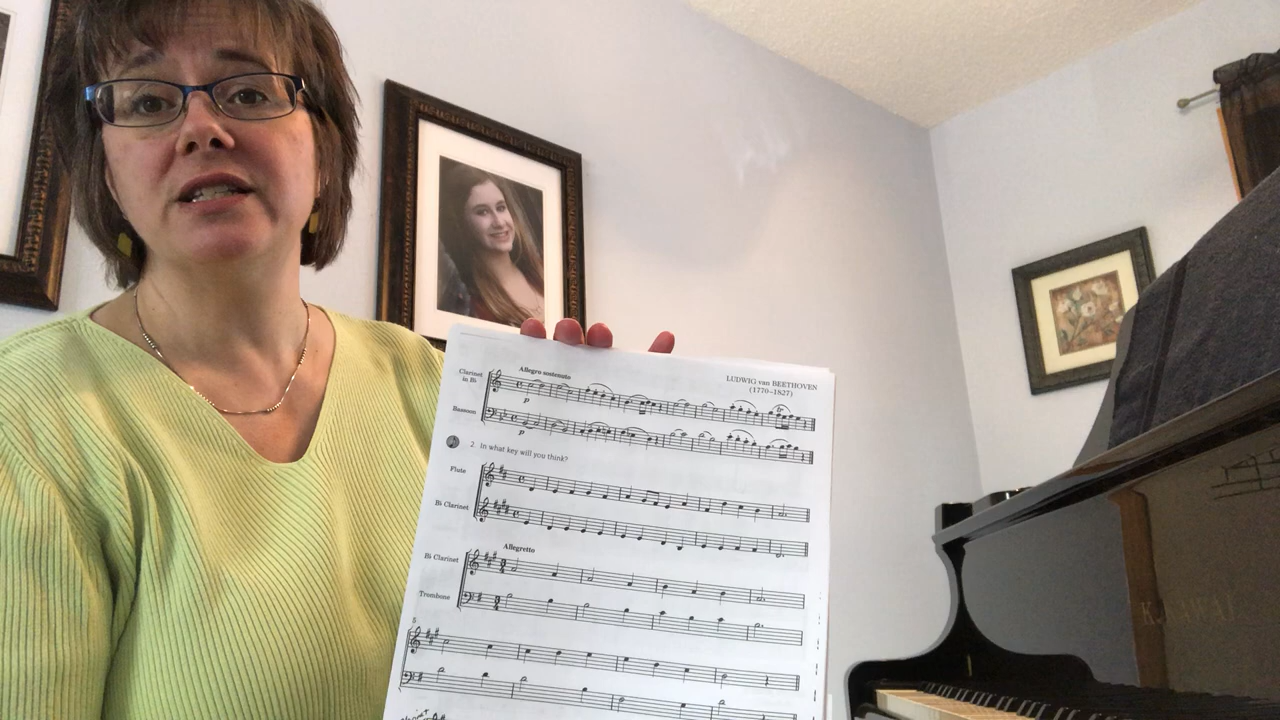 Allegro sostenuto
LUDWIG van BEETHOVEN
(1770–1827)
Clarinet
in B♭
p
Bassoon
p
2. In what key will you think?
Flute
B♭ Clarinet
Allegretto
B♭ Clarinet
Trombone
5
KAWAI